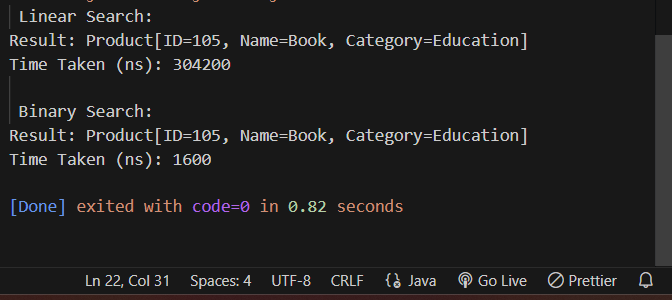 Linear Search:
Result: Product[ID=105, Name=Book, Category=Education]
Time Taken (ns): 304200
Binary Search:
Result: Product[ID=105, Name=Book, Category=Education]
Time Taken (ns): 1600
[Done] exited with code=0 in 0.82 seconds
Ln 22, Col 31 Spaces: 4 UTF-8 CRLF Java Go Live Prettier